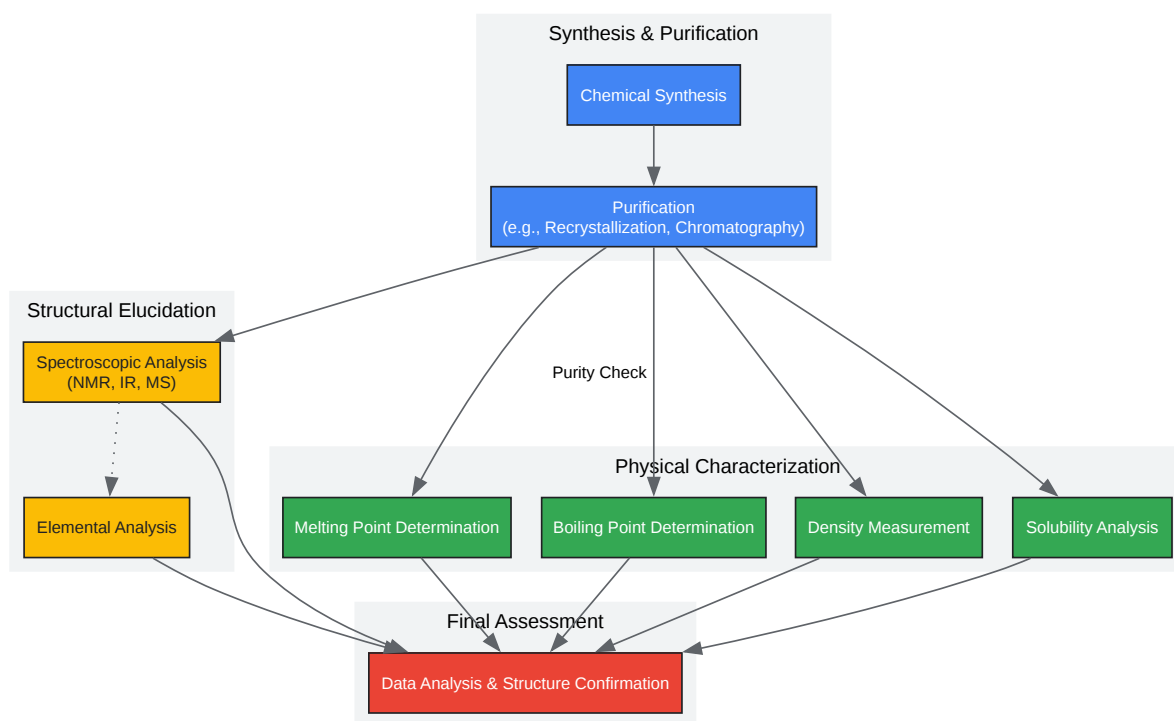 Synthesis & Purification
Chemical Synthesis
Purification
(e.g., Recrystallization, Chromatography)
Structural Elucidation
Spectroscopic Analysis
(NMR, IR, MS)
Purity Check
Physical Characterization
Elemental Analysis
Melting Point Determination
Boiling Point Determination
Density Measurement
Solubility Analysis
Final Assessment
Data Analysis & Structure Confirmation